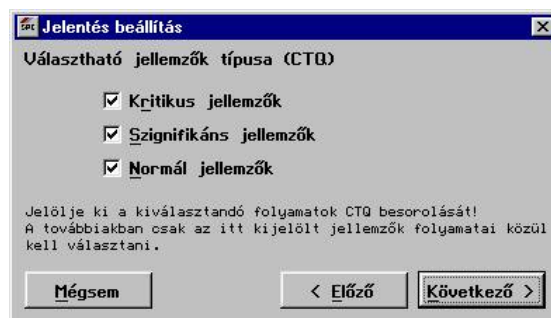 SPC Jelentés beállítás
Választható jellemzők típusa (CTQ)
Kritikus jellemzők
Szignifikáns jellemzők
Normál jellemzők
Jelölje ki a kiválasztandó folyamatok CTQ besorolását!
A továbbiakban csak az itt kijelölt jellemzők folyamatai közül
kell választani.
Mégsem
< Előző
Következő >